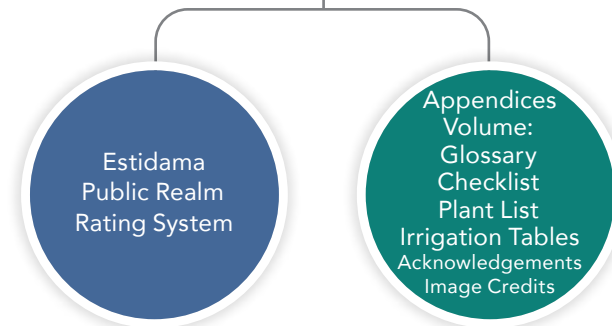 Estidama
Public Realm
Rating System
Appendices
Volume:
Glossary
Checklist
Plant List
Irrigation Tables
Acknowledgements
Image Credits